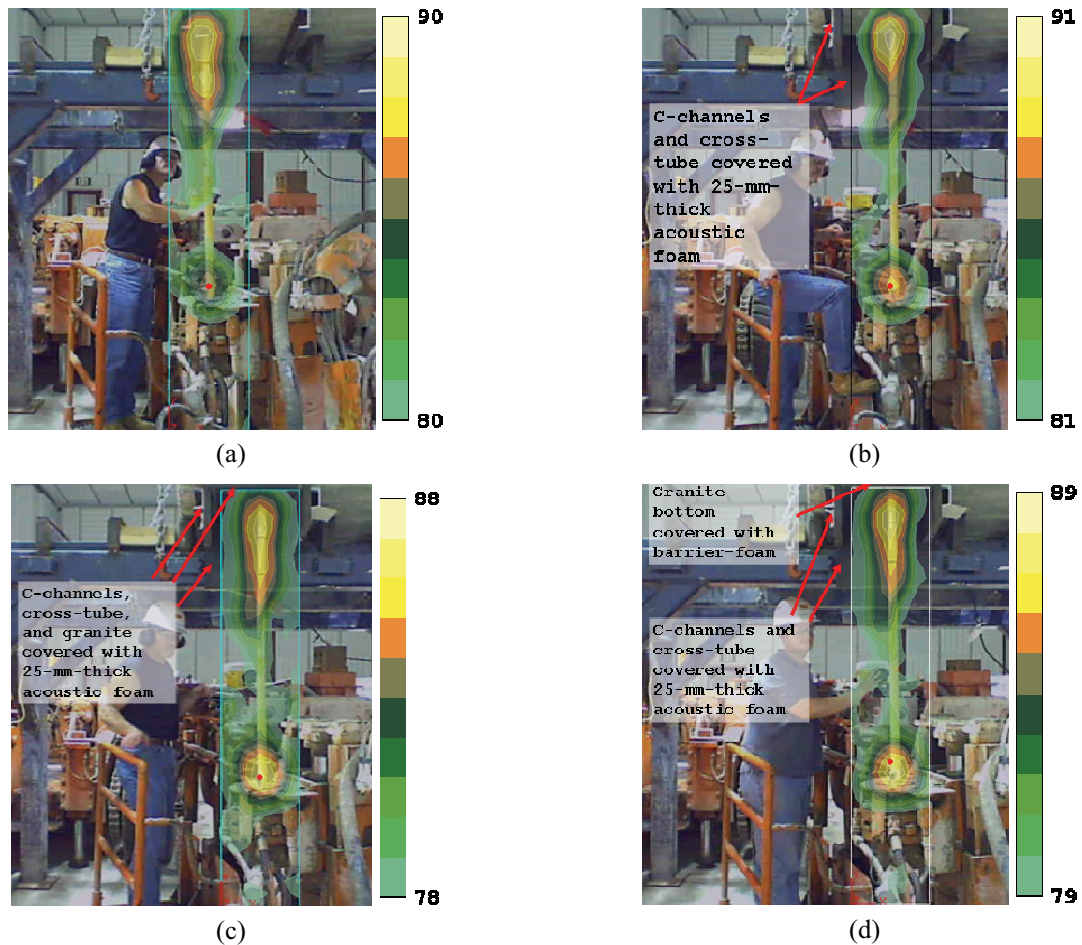 90
80
(a)
C-channels
and cross-
tube covered
with 25-mm-
thick
acoustic
foam
91
81
(b)
C-channels,
cross-tube,
and granite
covered with
25-mm-thick
acoustic foam
88
78
(c)
Granite
bottom
covered with
barrier-foam
C-channels and
cross-tube
covered with
25-mm-thick
acoustic foam
89
79
(d)